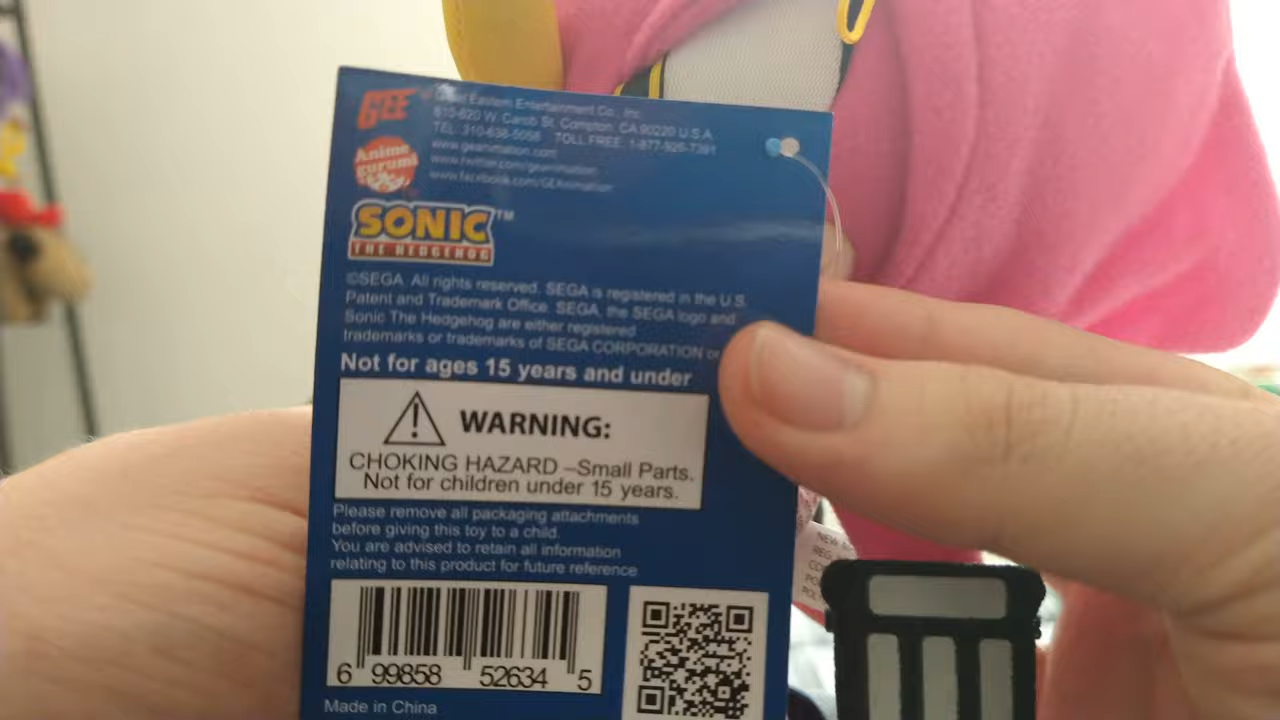 GEE
Great Eastern Entertainment Co., Inc.
610-620 W. Carob St. Compton, CA 90220 U.S.A
TEL: 310-638-5058 TOLL FREE: 1-877-926-7391
www.geanimation.com
www.twitter.com/geanimation
www.facebook.com/GEAnimation
Anime
gurumi
SONIC™
THE HEDGEHOG
©SEGA. All rights reserved. SEGA is registered in the U.S.
Patent and Trademark Office. SEGA, the SEGA logo and
Sonic The Hedgehog are either registered
trademarks or trademarks of SEGA CORPORATION or
Not for ages 15 years and under
WARNING:
CHOKING HAZARD –Small Parts.
Not for children under 15 years.
Please remove all packaging attachments
before giving this toy to a child.
You are advised to retain all information
relating to this product for future reference
6 99858 52634 5
Made in China
NEW
REG.